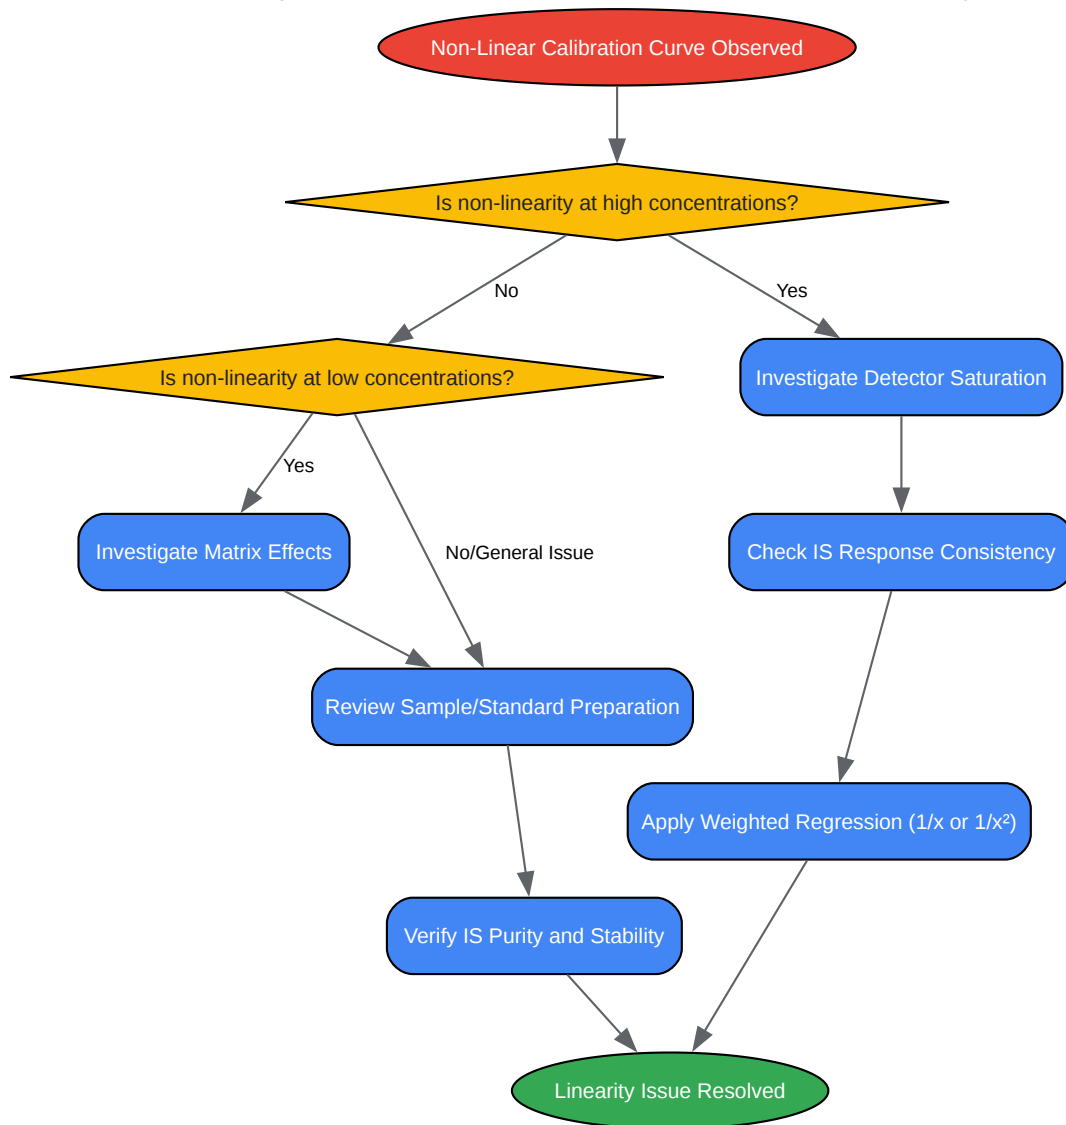 Non-Linear Calibration Curve Observed
Is non-linearity at high concentrations?
No
Yes
Is non-linearity at low concentrations?
Investigate Detector Saturation
Yes
Investigate Matrix Effects
No/General Issue
Check IS Response Consistency
Review Sample/Standard Preparation
Apply Weighted Regression (1/x or 1/x²)
Verify IS Purity and Stability
Linearity Issue Resolved